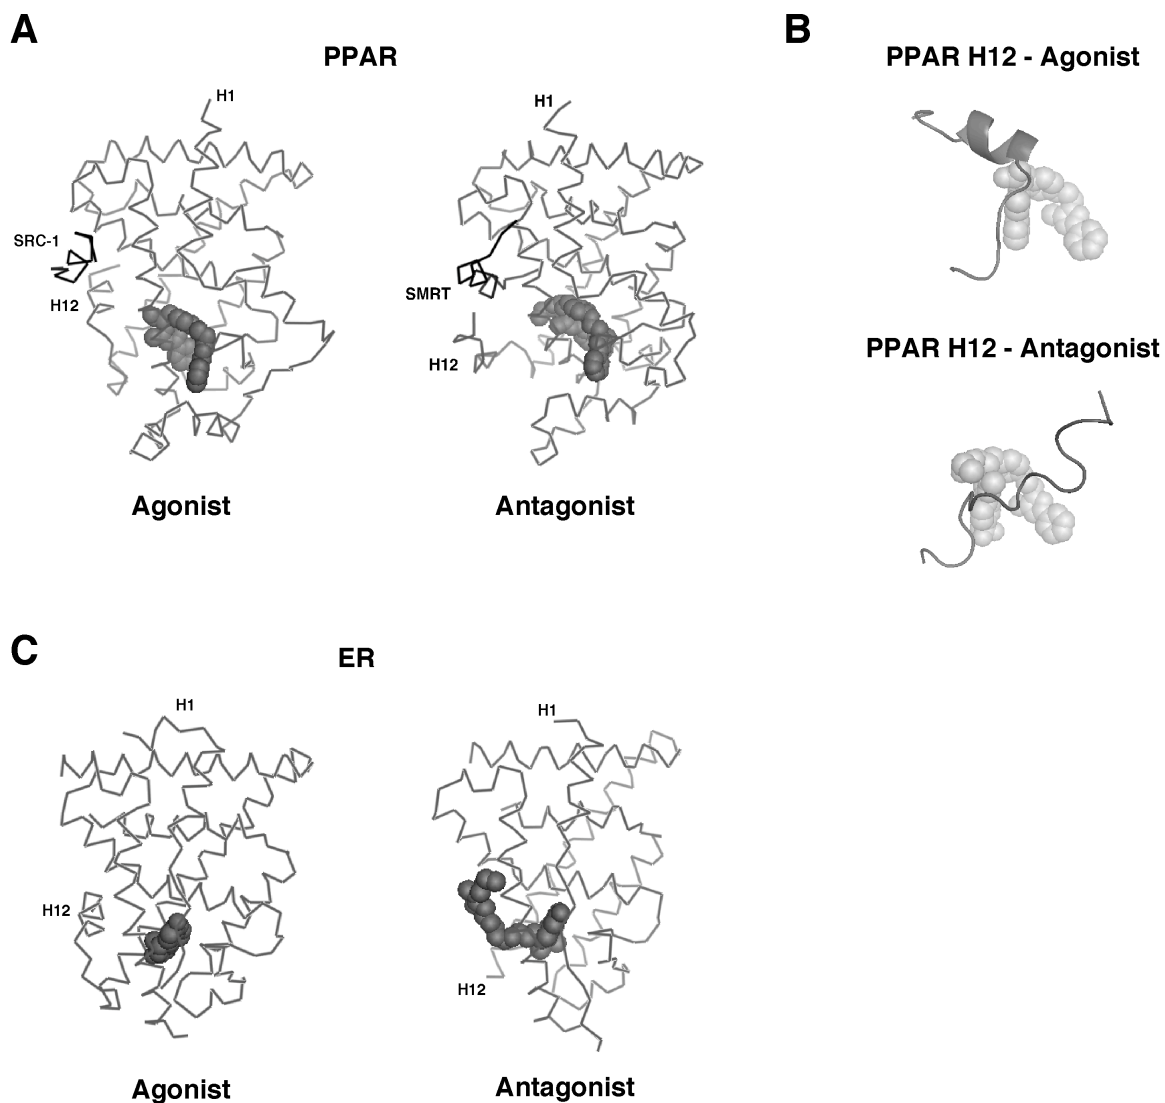 A
PPAR
H1
SRC-1
H12
Agonist
H1
SMRT
H12
Antagonist
B
PPAR H12 - Agonist
PPAR H12 - Antagonist
C
ER
H1
H12
Agonist
H1
H12
Antagonist